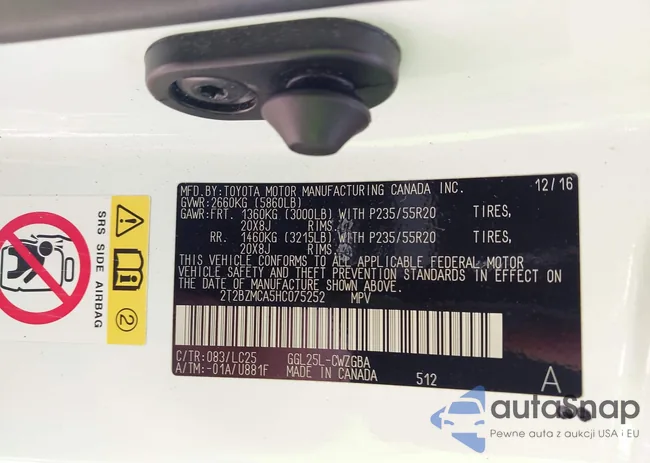 MFD.BY:TOYOTA MOTOR MANUFACTURING CANADA INC. 12/16
GVWR:2660KG (5860LB)
GAWR:FRT. 1360KG (3000LB) WITH P235/55R20 TIRES,
20X8J RIMS.
RR. 1460KG (3215LB) WITH P235/55R20 TIRES,
20X8J RIMS.
THIS VEHICLE CONFORMS TO ALL APPLICABLE FEDERAL MOTOR
VEHICLE SAFETY AND THEFT PREVENTION STANDARDS IN EFFECT ON
THE DATE OF MANUFACTURE SHOWN ABOVE.
2T2BZMCA5HC075252 MPV
C/TR:083/LC25 GGL25L-CWZGBA
A/TM:-01A/U881F MADE IN CANADA 512 A
SRS SIDE AIRBAG
2
autaSnap
Pewne auta z aukcji USA i EU